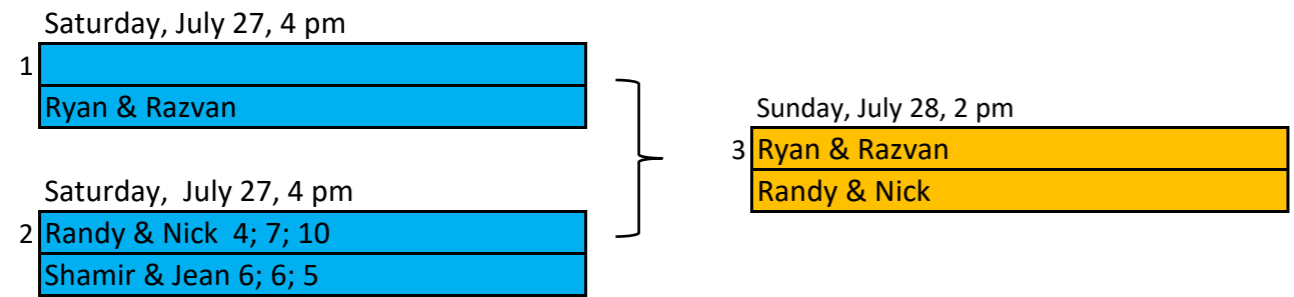 Saturday, July 27, 4 pm
1
Ryan & Razvan
Saturday,  July 27, 4 pm
2 Randy & Nick  4; 7; 10
Shamir & Jean 6; 6; 5
Sunday, July 28, 2 pm
3 Ryan & Razvan
Randy & Nick